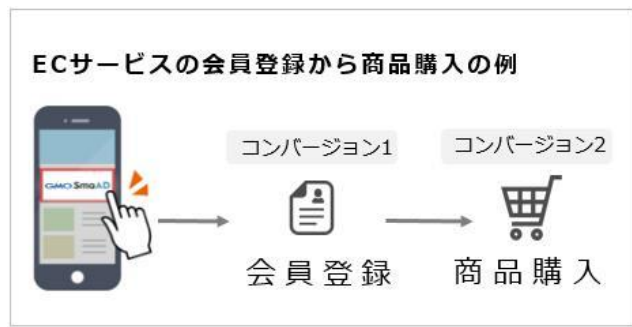 ECサービスの会員登録から商品購入の例
GMO SmaAD
コンバージョン1
コンバージョン2
会員登録
商品購入